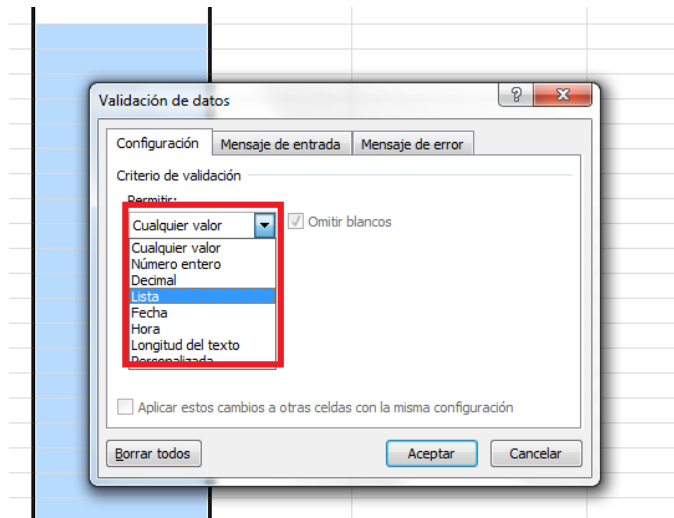 Validación de datos
Configuración Mensaje de entrada Mensaje de error
Criterio de validación
Permitir:
Cualquier valor Omitir blancos
Cualquier valor
Número entero
Decimal
Lista
Fecha
Hora
Longitud del texto
Personalizada
Aplicar estos cambios a otras celdas con la misma configuración
Borrar todos Aceptar Cancelar